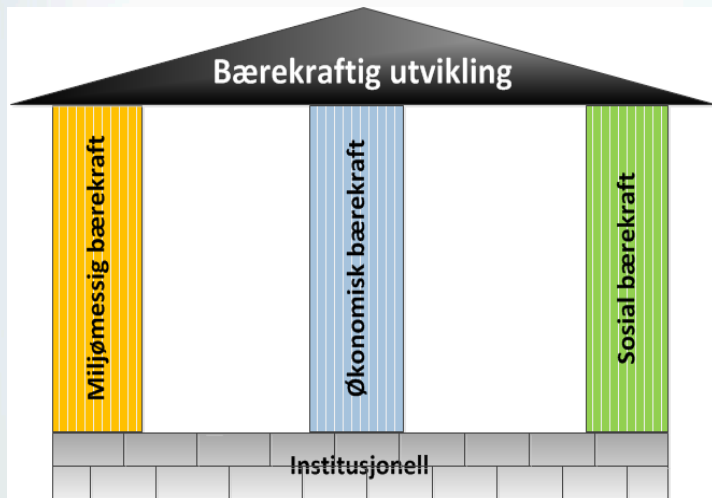 Bærekraftig utvikling
Miljømessig bærekraft
Økonomisk bærekraft
Sosial bærekraft
Institusjonell